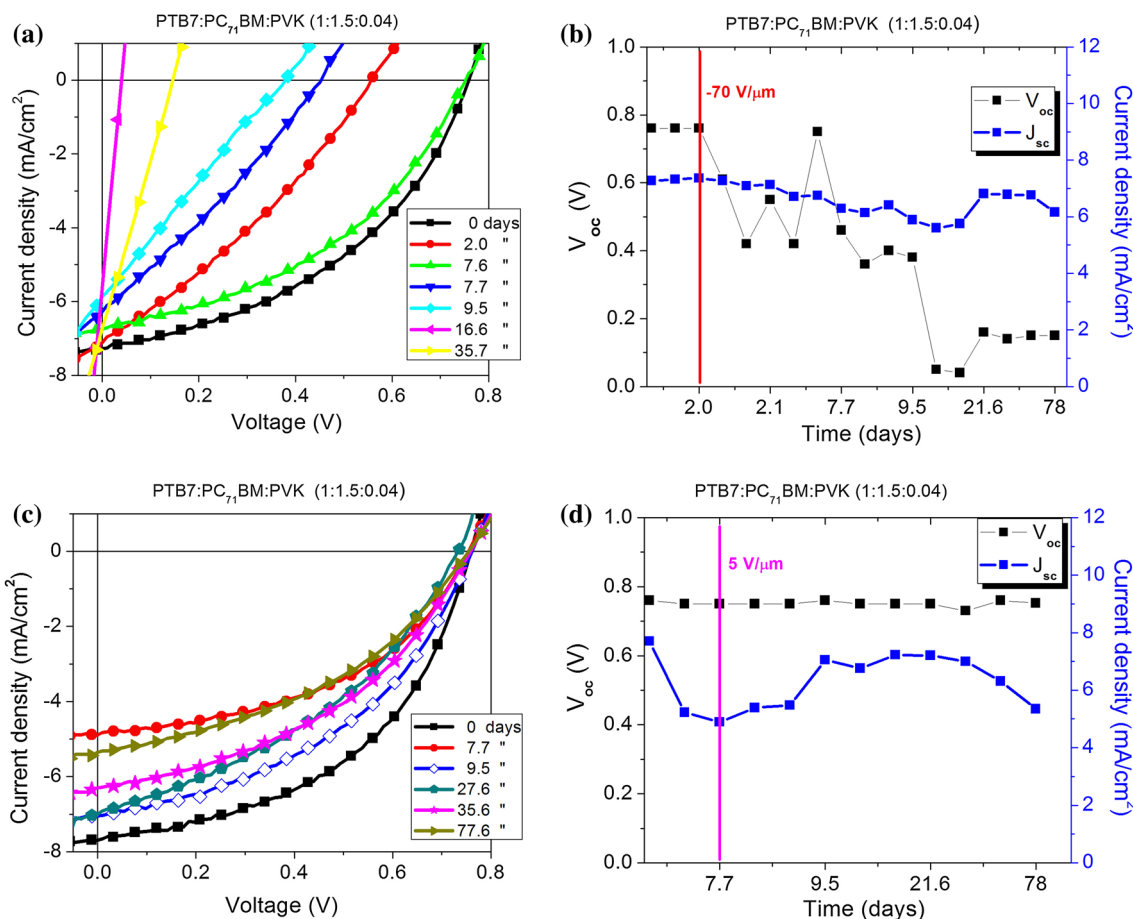 (a)
PTB7:PC₇₁BM:PVK (1:1.5:0.04)
Current density (mA/cm²)
0
-2
-4
-6
-8
0.0 0.2 0.4 0.6 0.8
Voltage (V)
0 days
2.0 "
7.6 "
7.7 "
9.5 "
16.6 "
35.7 "
(b)
PTB7:PC₇₁BM:PVK (1:1.5:0.04)
V_oc (V)
1.0
0.8
0.6
0.4
0.2
0.0
-70 V/μm
V_oc
J_sc
12
10
8
6
4
2
0
Current density (mA/cm²)
2.0 2.1 7.7 9.5 21.6 78
Time (days)
(c)
PTB7:PC₇₁BM:PVK (1:1.5:0.04)
Current density (mA/cm²)
0
-2
-4
-6
-8
0.0 0.2 0.4 0.6 0.8
Voltage (V)
0 days
7.7 "
9.5 "
27.6 "
35.6 "
77.6 "
(d)
PTB7:PC₇₁BM:PVK (1:1.5:0.04)
V_oc (V)
1.0
0.8
0.6
0.4
0.2
0.0
5 V/μm
V_oc
J_sc
12
10
8
6
4
2
0
Current density (mA/cm²)
7.7 9.5 21.6 78
Time (days)